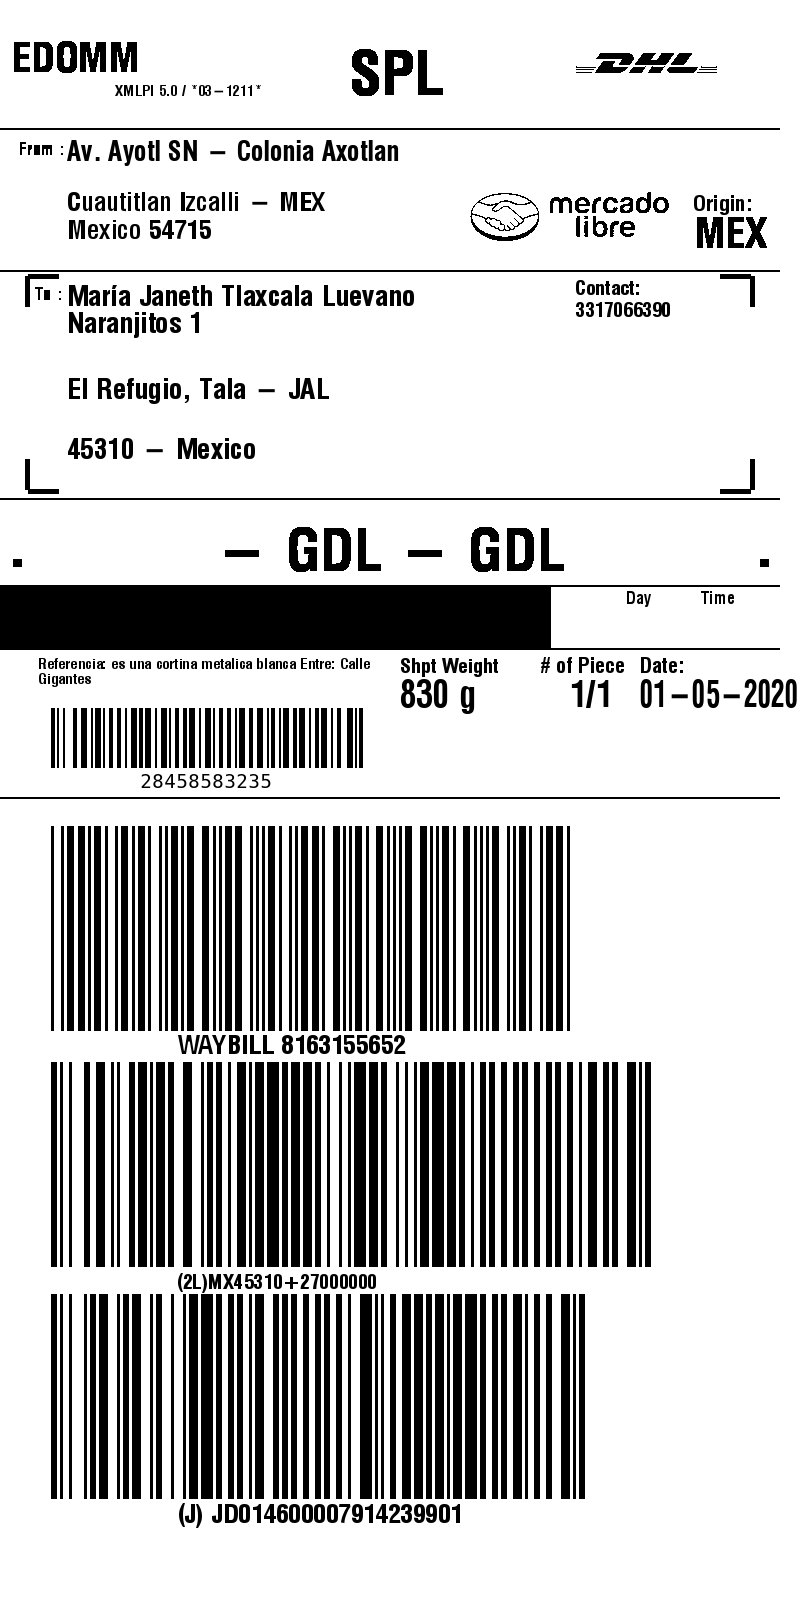 EDOMM
SPL
DHL
XMLPI 5.0 / *03-1211*
From : Av. Ayotl SN - Colonia Axotlan
Cuautitlan Izcalli - MEX
Mexico 54715
mercado
libre
Origin:
MEX
To : María Janeth Tlaxcala Luevano
Naranjitos 1
Contact:
3317066390
El Refugio, Tala - JAL
45310 - Mexico
. - GDL - GDL .
Day Time
Referencia: es una cortina metalica blanca Entre: Calle
Gigantes
Shpt Weight
830 g
# of Piece
1/1
Date:
01-05-2020
28458583235
WAYBILL 8163155652
(2L)MX45310+27000000
(J) JD014600007914239901